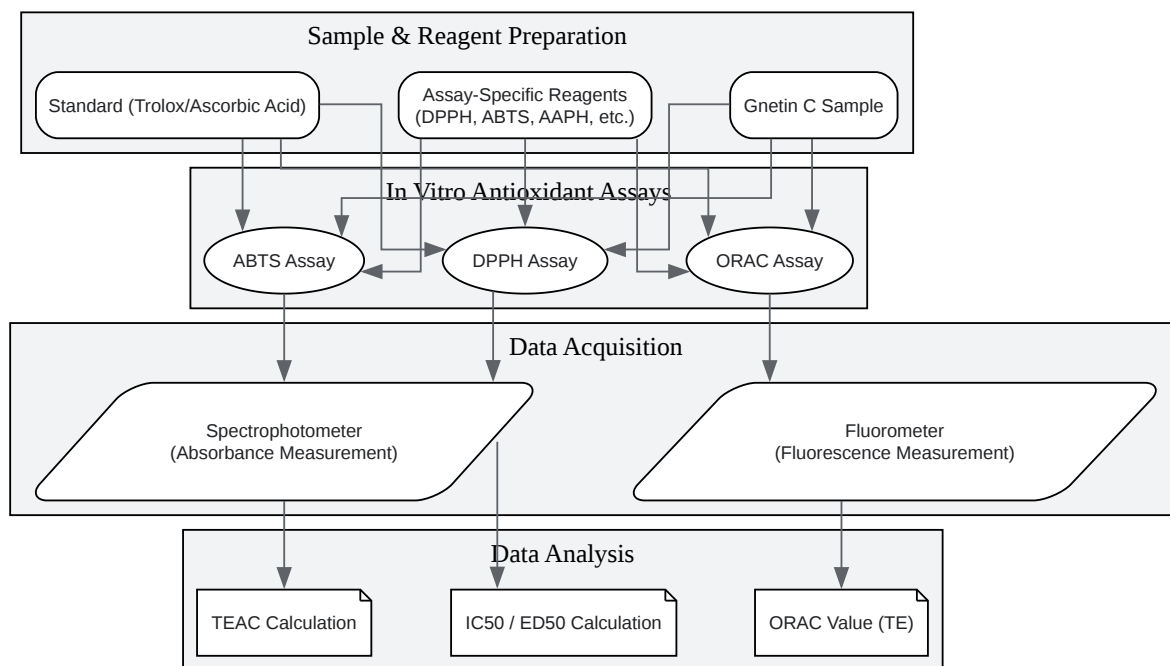 Sample & Reagent Preparation
Standard (Trolox/Ascorbic Acid)
Assay-Specific Reagents
(DPPH, ABTS, AAPH, etc.)
Gnetin C Sample
In Vitro Antioxidant Assays
ABTS Assay
DPPH Assay
ORAC Assay
Data Acquisition
Spectrophotometer
(Absorbance Measurement)
Fluorometer
(Fluorescence Measurement)
Data Analysis
TEAC Calculation
IC50 / ED50 Calculation
ORAC Value (TE)